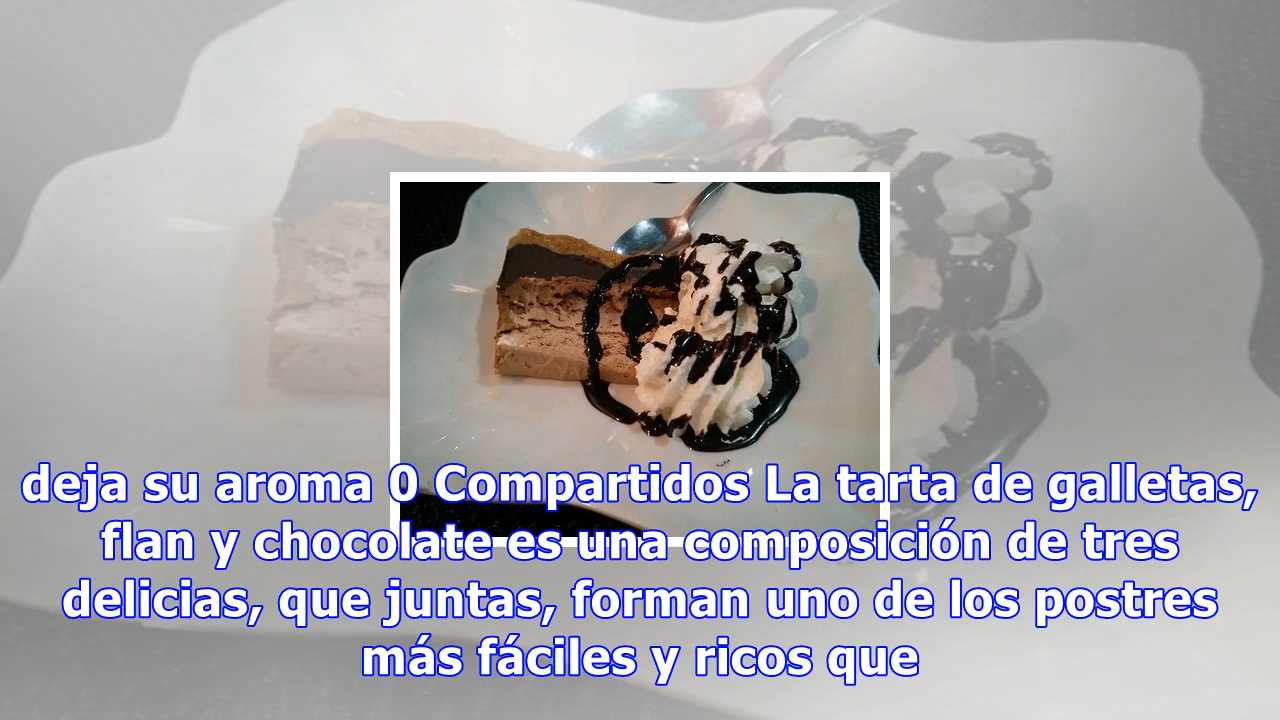 deja su aroma 0 Compartidos La tarta de galletas,
flan y chocolate es una composición de tres
delicias, que juntas, forman uno de los postres
más fáciles y ricos que